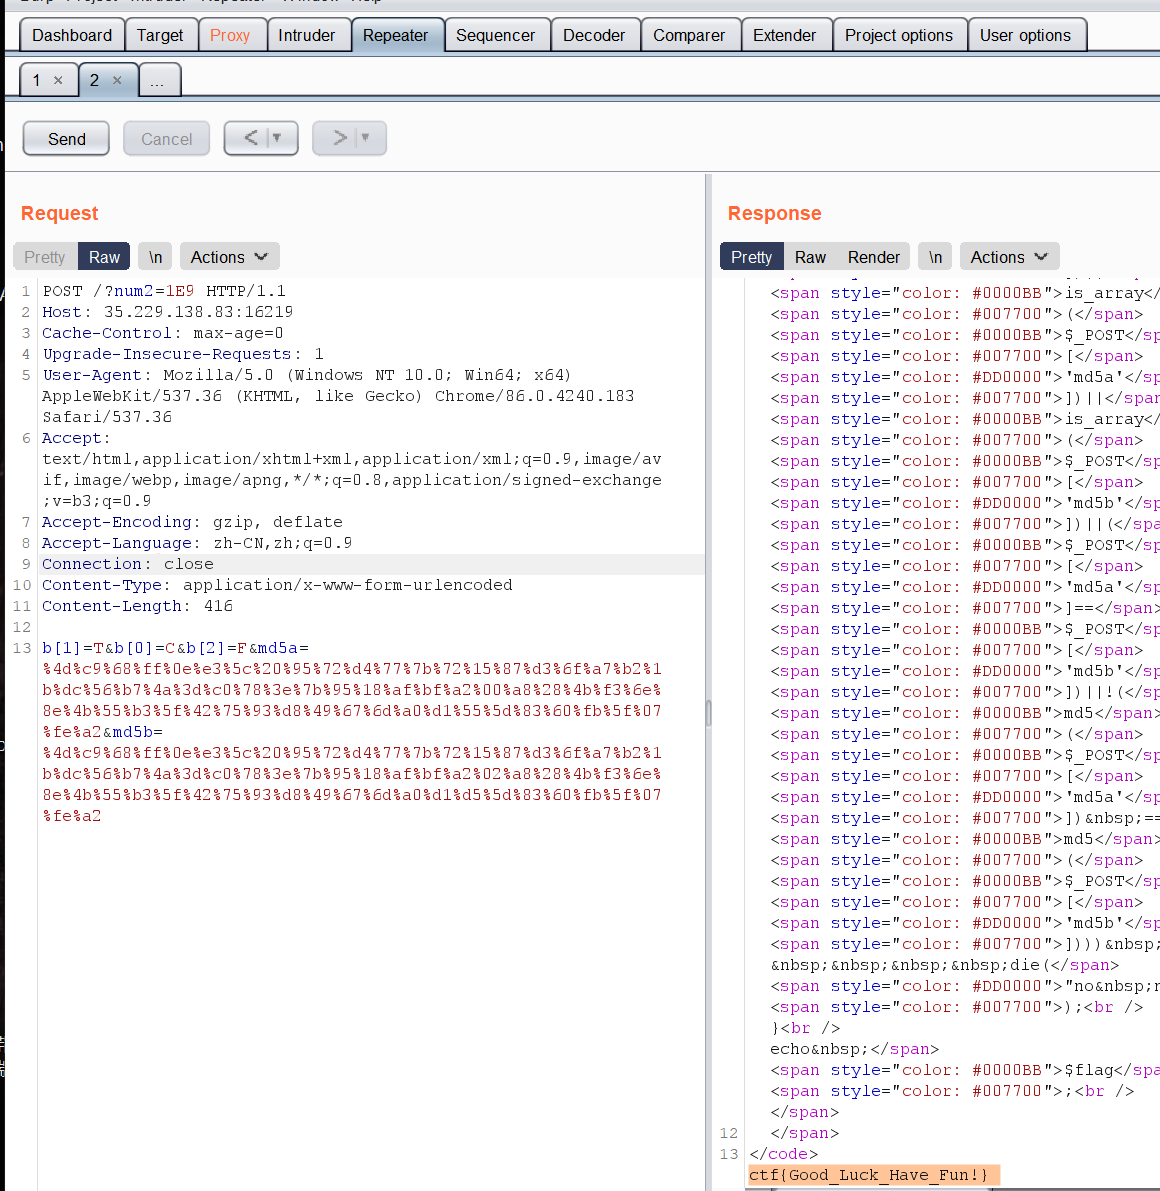 Dashboard Target Proxy Intruder Repeater Sequencer Decoder Comparer Extender Project options User options
1 × 2 × ...
Send Cancel < >
Request
Pretty Raw \n Actions
1 POST /?num2=1E9 HTTP/1.1
2 Host: 35.229.138.83:16219
3 Cache-Control: max-age=0
4 Upgrade-Insecure-Requests: 1
5 User-Agent: Mozilla/5.0 (Windows NT 10.0; Win64; x64)
AppleWebKit/537.36 (KHTML, like Gecko) Chrome/86.0.4240.183
Safari/537.36
6 Accept:
text/html,application/xhtml+xml,application/xml;q=0.9,image/av
if,image/webp,image/apng,*/*;q=0.8,application/signed-exchange
;v=b3;q=0.9
7 Accept-Encoding: gzip, deflate
8 Accept-Language: zh-CN,zh;q=0.9
9 Connection: close
10 Content-Type: application/x-www-form-urlencoded
11 Content-Length: 416
12
13 b[1]=T&b[0]=C&b[2]=F&md5a=
%4d%c9%68%ff%0e%e3%5c%20%95%72%d4%77%7b%72%15%87%d3%6f%a7%b2%1
b%dc%56%b7%4a%3d%c0%78%3e%7b%95%18%af%bf%a2%00%a8%28%4b%f3%6e%
8e%4b%55%b3%5f%42%75%93%d8%49%67%6d%a0%d1%55%5d%83%60%fb%5f%07
%fe%a2&md5b=
%4d%c9%68%ff%0e%e3%5c%20%95%72%d4%77%7b%72%15%87%d3%6f%a7%b2%1
b%dc%56%b7%4a%3d%c0%78%3e%7b%95%18%af%bf%a2%02%a8%28%4b%f3%6e%
8e%4b%55%b3%5f%42%75%93%d8%49%67%6d%a0%d1%d5%5d%83%60%fb%5f%07
%fe%a2
Response
Pretty Raw Render \n Actions
<span style="color: #0000BB">is_array</
<span style="color: #007700">(</span>
<span style="color: #0000BB">$_POST</sp
<span style="color: #007700">[</span>
<span style="color: #DD0000">'md5a'</sp
<span style="color: #007700">])||</span
<span style="color: #0000BB">is_array</
<span style="color: #007700">(</span>
<span style="color: #0000BB">$_POST</sp
<span style="color: #007700">[</span>
<span style="color: #DD0000">'md5b'</sp
<span style="color: #007700">])||(</spa
<span style="color: #0000BB">$_POST</sp
<span style="color: #007700">[</span>
<span style="color: #DD0000">'md5a'</sp
<span style="color: #007700">]==</span>
<span style="color: #0000BB">$_POST</sp
<span style="color: #007700">[</span>
<span style="color: #DD0000">'md5b'</sp
<span style="color: #007700">])||!(</sp
<span style="color: #0000BB">md5</span>
<span style="color: #007700">(</span>
<span style="color: #0000BB">$_POST</sp
<span style="color: #007700">[</span>
<span style="color: #DD0000">'md5a'</sp
<span style="color: #007700">])&nbsp;==
<span style="color: #0000BB">md5</span>
<span style="color: #007700">(</span>
<span style="color: #0000BB">$_POST</sp
<span style="color: #007700">[</span>
<span style="color: #DD0000">'md5b'</sp
<span style="color: #007700">])))&nbsp;
&nbsp;&nbsp;&nbsp;&nbsp;die(</span>
<span style="color: #DD0000">"no&nbsp;n
<span style="color: #007700">);<br />
}<br />
echo&nbsp;</span>
<span style="color: #0000BB">$flag</spa
<span style="color: #007700">;<br />
</span>
12 </span>
13 </code>
ctf{Good_Luck_Have_Fun!}